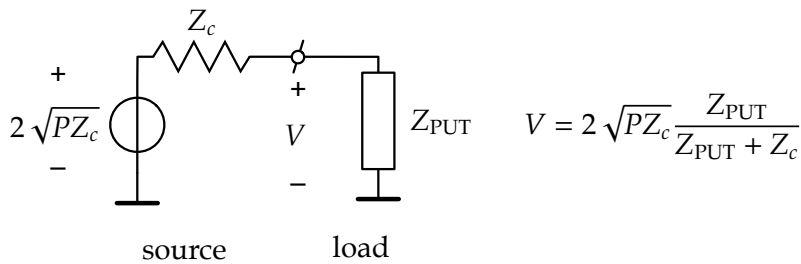 Z_c
+
2√(PZ_c)
−
+
V
−
Z_PUT
V = 2√(PZ_c) Z_PUT/(Z_PUT + Z_c)
source load